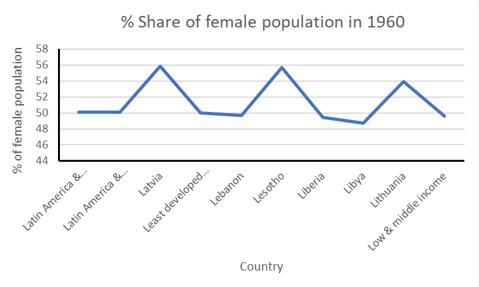 % Share of female population in 1960
% of female population
58
56
54
52
50
48
46
44
Latin America &...
Latin America &...
Latvia
Least developed...
Lebanon
Lesotho
Liberia
Libya
Lithuania
Low & middle income
Country